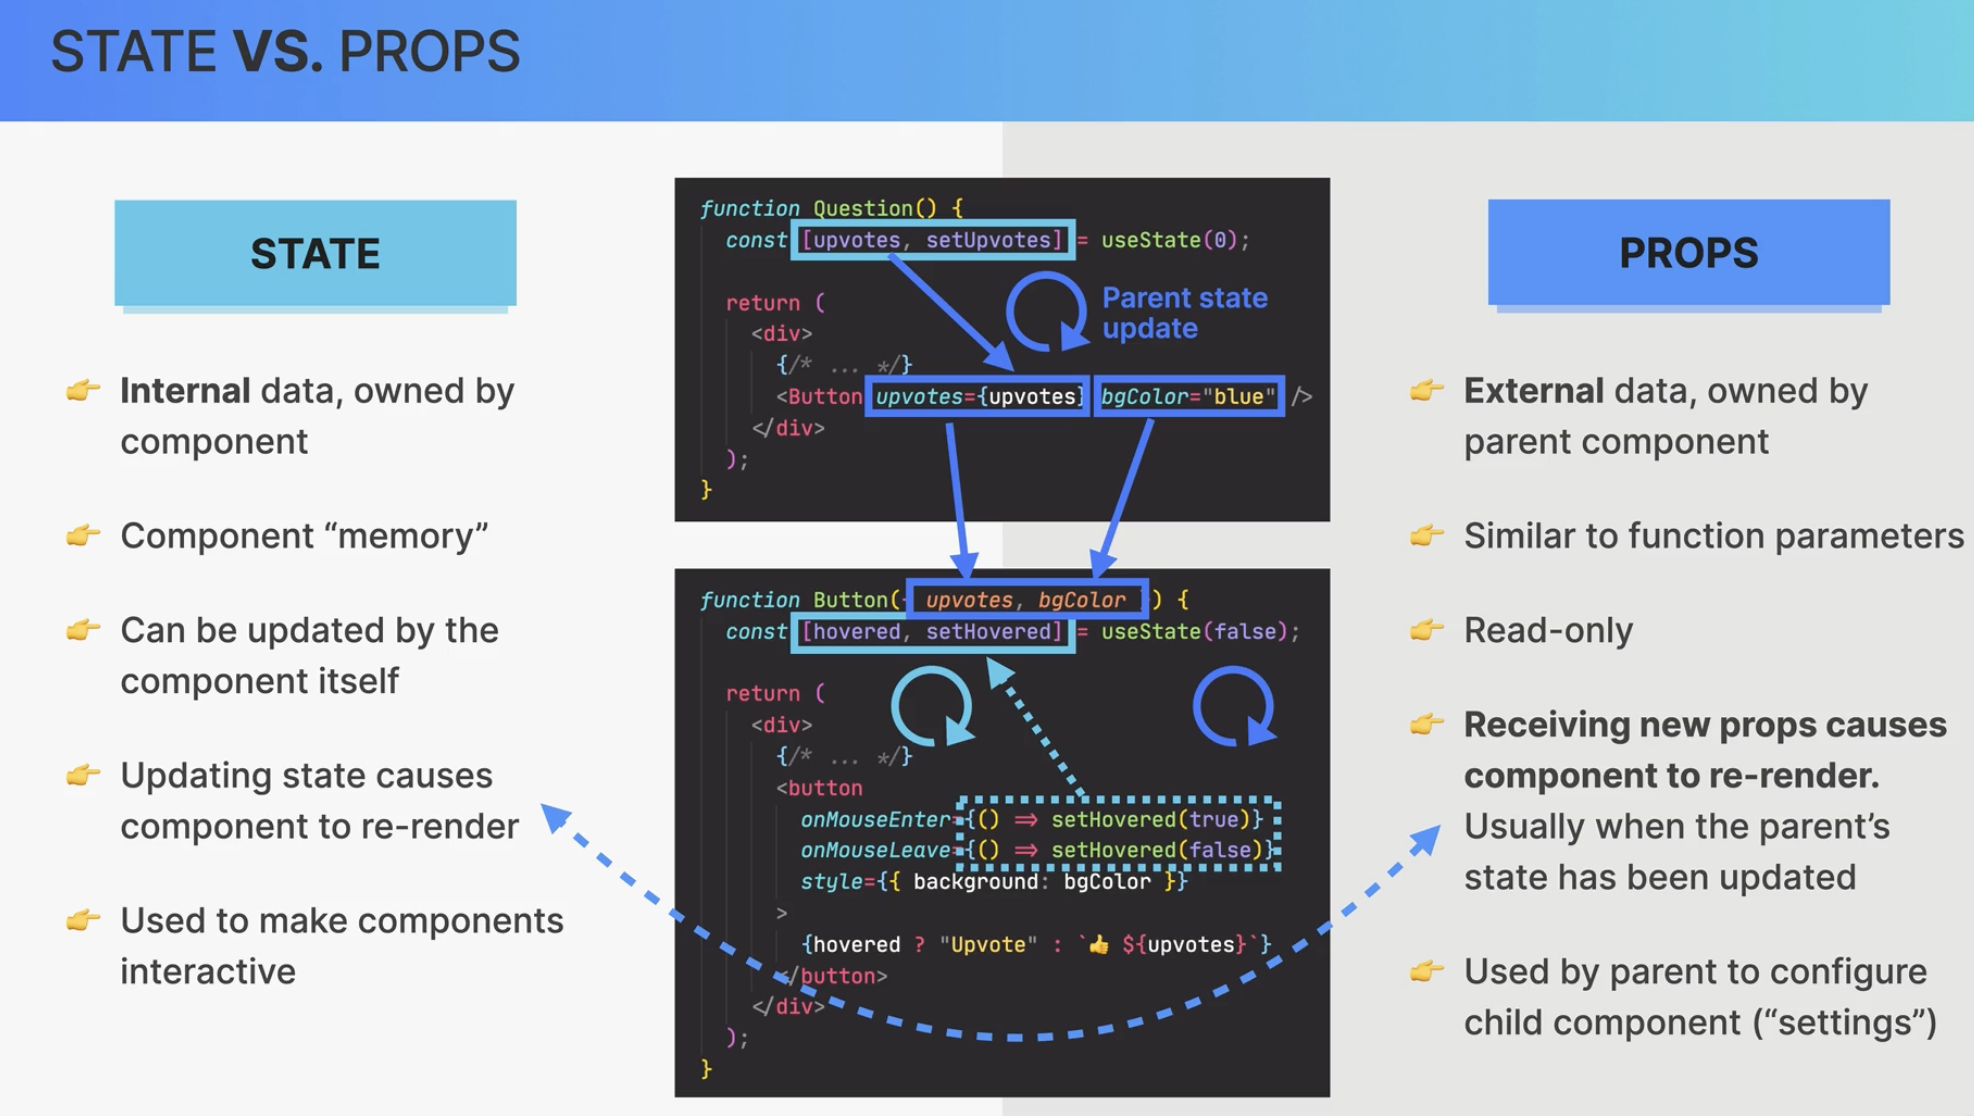 STATE VS. PROPS
STATE
👉 Internal data, owned by
component
👉 Component “memory”
👉 Can be updated by the
component itself
👉 Updating state causes
component to re-render
👉 Used to make components
interactive
function Question() {
const [upvotes, setUpvotes] = useState(0);
return (
<div>
{/* ... */}
<Button upvotes={upvotes} bgColor="blue" />
</div>
);
}
Parent state
update
function Button({ upvotes, bgColor }) {
const [hovered, setHovered] = useState(false);
return (
<div>
{/* ... */}
<button
onMouseEnter={() => setHovered(true)}
onMouseLeave={() => setHovered(false)}
style={{ background: bgColor }}
>
{hovered ? "Upvote" : `👍 ${upvotes}`}
</button>
</div>
);
}
PROPS
👉 External data, owned by
parent component
👉 Similar to function parameters
👉 Read-only
👉 Receiving new props causes
component to re-render.
Usually when the parent’s
state has been updated
👉 Used by parent to configure
child component (“settings”)